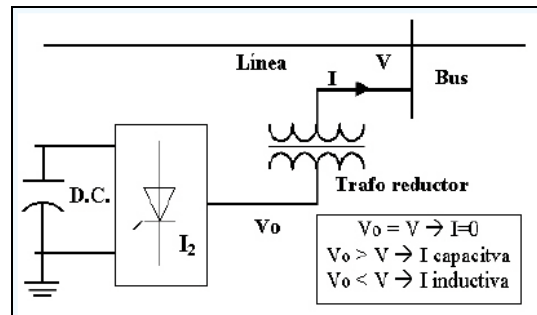 Línea
V
I
Bus
D.C.
I₂
Vo
Trafo reductor
Vo = V → I=0
Vo > V → I capacitva
Vo < V → I inductiva